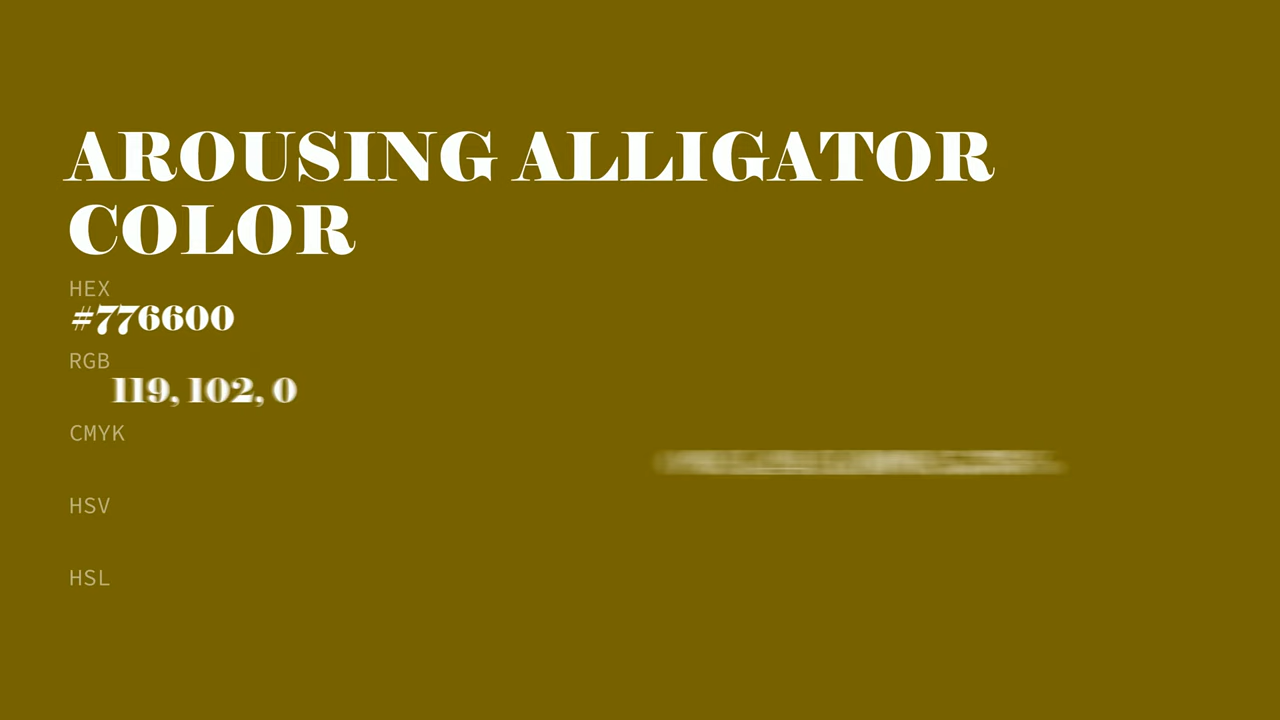 AROUSING ALLIGATOR
COLOR
HEX
#776600
RGB
119, 102, 0
CMYK
HSV
HSL